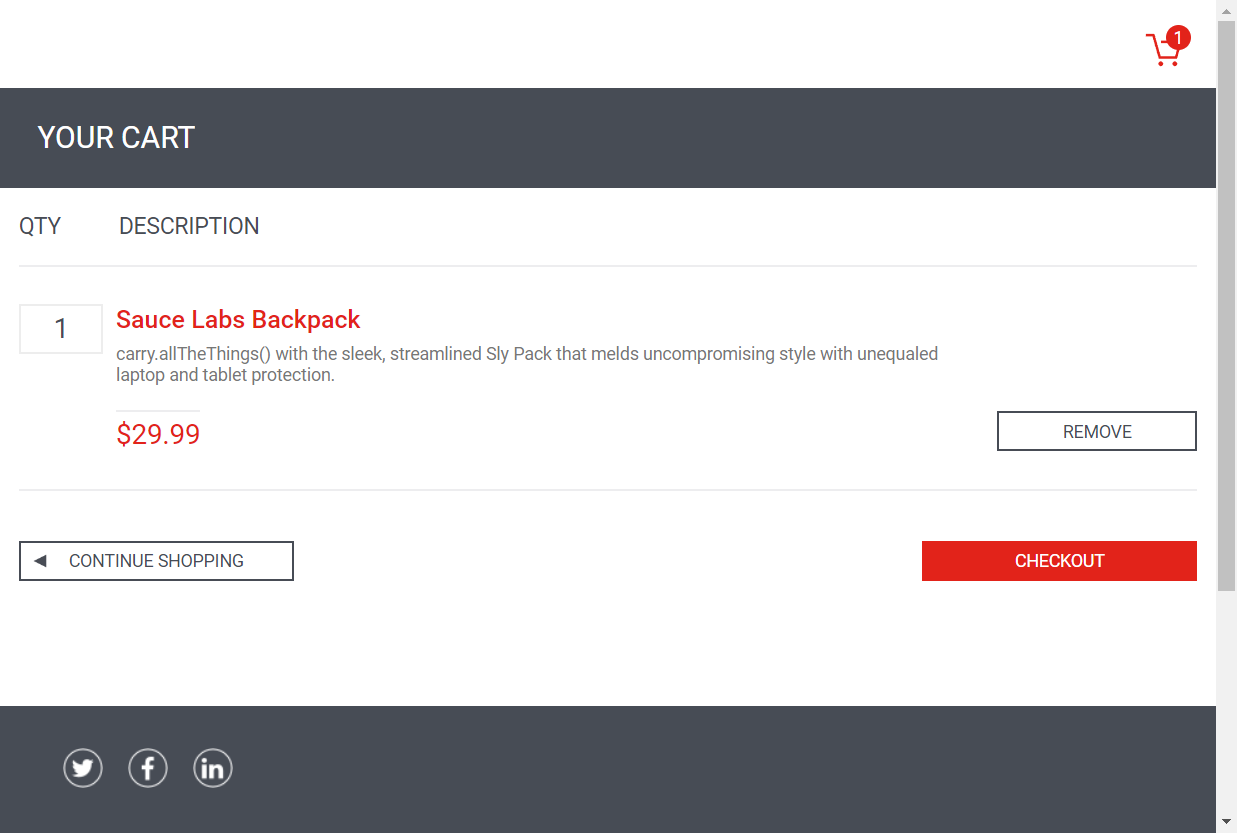 1
YOUR CART
QTY DESCRIPTION
1
Sauce Labs Backpack
carry.allTheThings() with the sleek, streamlined Sly Pack that melds uncompromising style with unequaled
laptop and tablet protection.
$29.99
REMOVE
CONTINUE SHOPPING
CHECKOUT